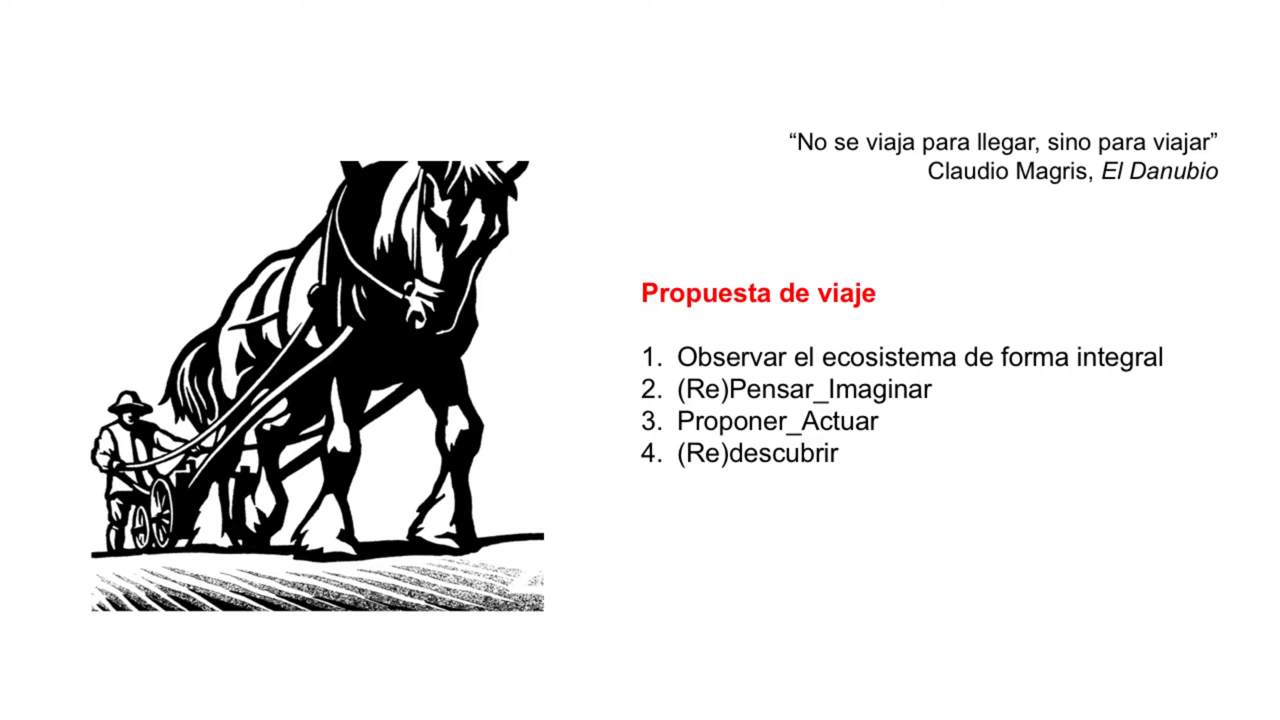 “No se viaja para llegar, sino para viajar”
Claudio Magris, El Danubio
Propuesta de viaje
1. Observar el ecosistema de forma integral
2. (Re)Pensar_Imaginar
3. Proponer_Actuar
4. (Re)descubrir